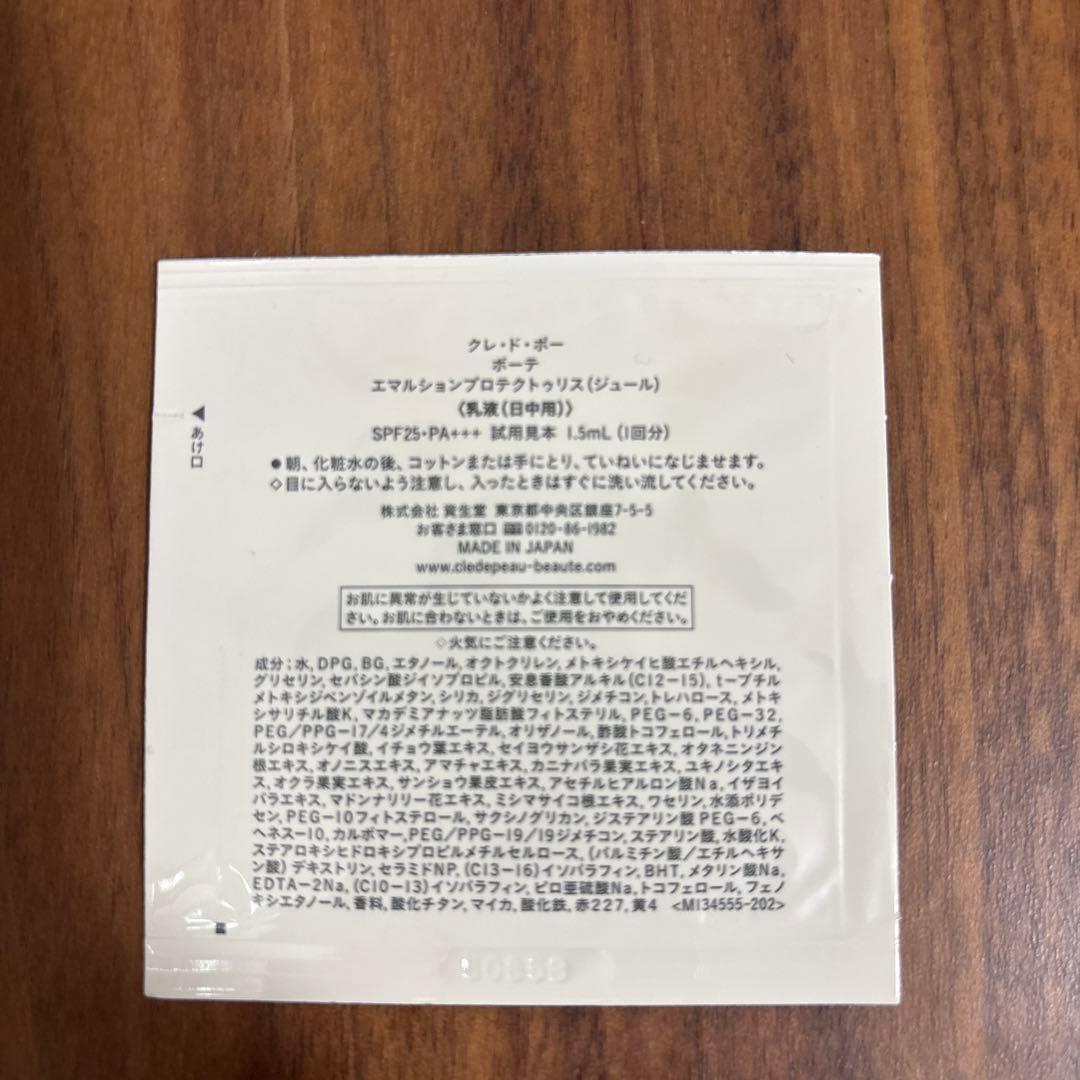 クレ・ド・ポー
ボーテ
エマルションプロテクトゥリス(ジュール)
〈乳液(日中用)〉
SPF25・PA+++ 試用見本 1.5mL (1回分)
◀あけ口
●朝、化粧水の後、コットンまたは手にとり、ていねいになじませます。
◇目に入らないよう注意し、入ったときはすぐに洗い流してください。
株式会社 資生堂 東京都中央区銀座7-5-5
お客さま窓口 0120-86-1982
MADE IN JAPAN
www.cledepeau-beaute.com
お肌に異常が生じていないかよく注意して使用してくだ
さい。お肌に合わないときは、ご使用をおやめください。
◇火気にご注意ください。
成分:水, DPG, BG, エタノール, オクトクリレン, メトキシケイヒ酸エチルヘキシル,
グリセリン, セバシン酸ジイソプロピル, 安息香酸アルキル(C12-15), t-ブチル
メトキシジベンゾイルメタン, シリカ, ジグリセリン, ジメチコン, トレハロース, メトキ
シサリチル酸K, マカデミアナッツ脂肪酸フィトステリル, PEG-6, PEG-32,
PEG/PPG-17/4ジメチルエーテル, オリザノール, 酢酸トコフェロール, トリメチ
ルシロキシケイ酸, イチョウ葉エキス, セイヨウサンザシ花エキス, オタネニンジン
根エキス, オノニスエキス, アマチャエキス, カニナバラ果実エキス, ユキノシタエキ
ス, オクラ果実エキス, サンショウ果皮エキス, アセチルヒアルロン酸Na, イザヨイ
バラエキス, マドンナリリー花エキス, ミシマサイコ根エキス, ワセリン, 水添ポリデ
セン, PEG-10フィトステロール, サクシノグリカン, ジステアリン酸PEG-6, ベ
ヘネス-10, カルボマー, PEG/PPG-19/19ジメチコン, ステアリン酸, 水酸化K,
ステアロキシヒドロキシプロピルメチルセルロース, (パルミチン酸/エチルヘキサ
ン酸)デキストリン, セラミドNP, (C13-16)イソパラフィン, BHT, メタリン酸Na,
EDTA-2Na, (C10-13)イソパラフィン, ピロ亜硫酸Na, トコフェロール, フェノ
キシエタノール, 香料, 酸化チタン, マイカ, 酸化鉄, 赤227, 黄4 <M134555-202>